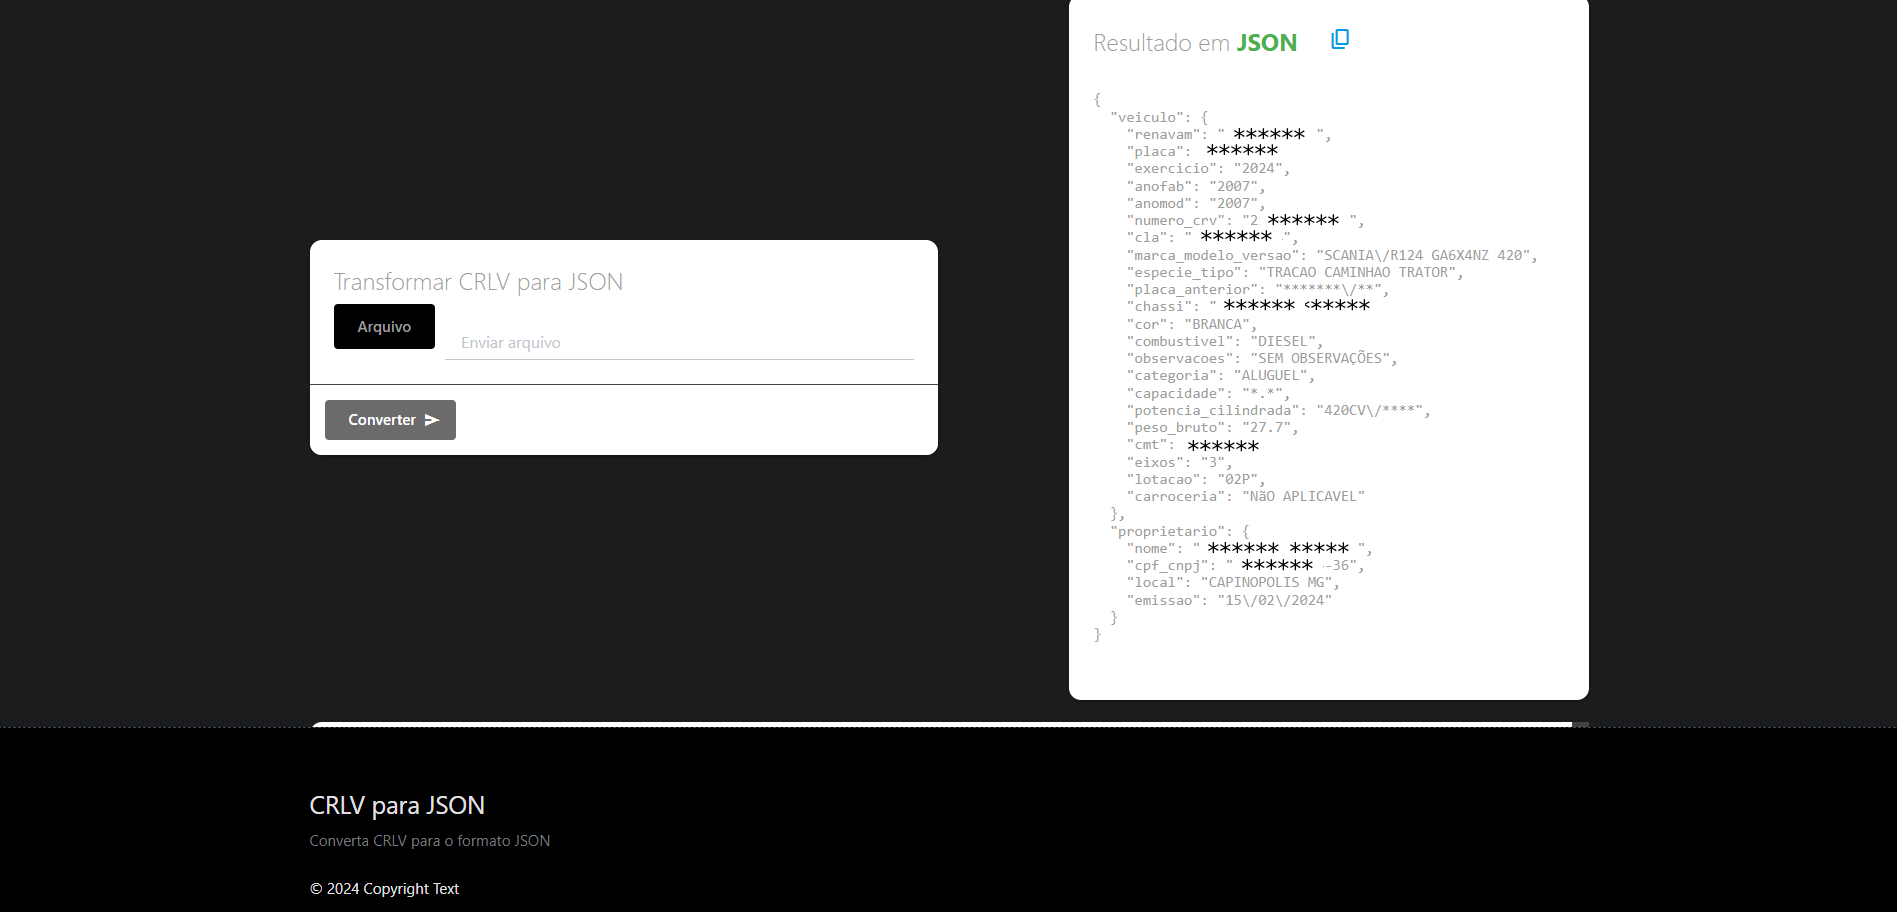 Transformar CRLV para JSON
Arquivo
Enviar arquivo
Converter
Resultado em JSON
{
"veiculo": {
"renavam": " ****** ",
"placa": ******
"exercicio": "2024",
"anofab": "2007",
"anomod": "2007",
"numero_crv": "2 ****** ",
"cla": " ****** ",
"marca_modelo_versao": "SCANIA\/R124 GA6X4NZ 420",
"especie_tipo": "TRACAO CAMINHAO TRATOR",
"placa_anterior": "*******\/**",
"chassi": " ****** *****
"cor": "BRANCA",
"combustivel": "DIESEL",
"observacoes": "SEM OBSERVAÇÕES",
"categoria": "ALUGUEL",
"capacidade": "*.*",
"potencia_cilindrada": "420CV\/****",
"peso_bruto": "27.7",
"cmt": ******
"eixos": "3",
"lotacao": "02P",
"carroceria": "NãO APLICAVEL"
},
"proprietario": {
"nome": " ****** ***** ",
"cpf_cnpj": " ****** -36",
"local": "CAPINOPOLIS MG",
"emissao": "15\/02\/2024"
}
}
CRLV para JSON
Converta CRLV para o formato JSON
© 2024 Copyright Text